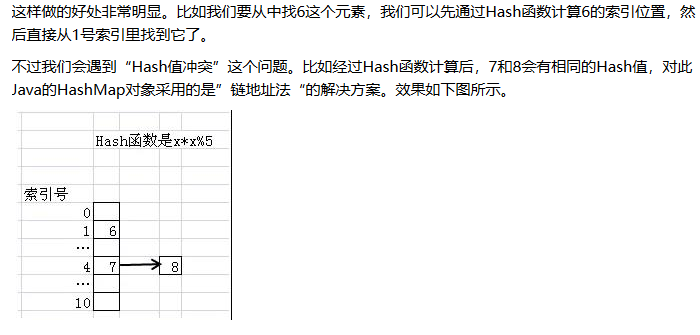 这样做的好处非常明显。比如我们要从中找6这个元素，我们可以先通过Hash函数计算6的索引位置，然
后直接从1号索引里找到它了。
不过我们会遇到“Hash值冲突”这个问题。比如经过Hash函数计算后，7和8会有相同的Hash值，对此
Java的HashMap对象采用的是”链地址法“的解决方案。效果如下图所示。
Hash函数是x*x%5
索引号
0
1 6
…
4 7 8
…
10